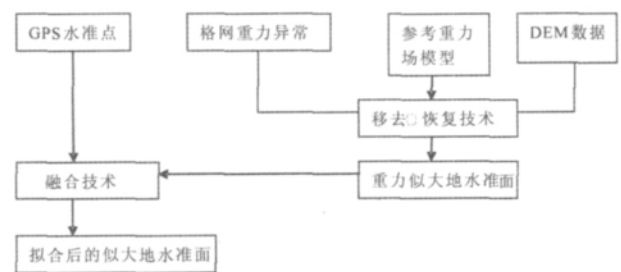 GPS水准点
格网重力异常
参考重力
场模型
DEM数据
移去○恢复技术
融合技术
重力似大地水准面
拟合后的似大地水准面